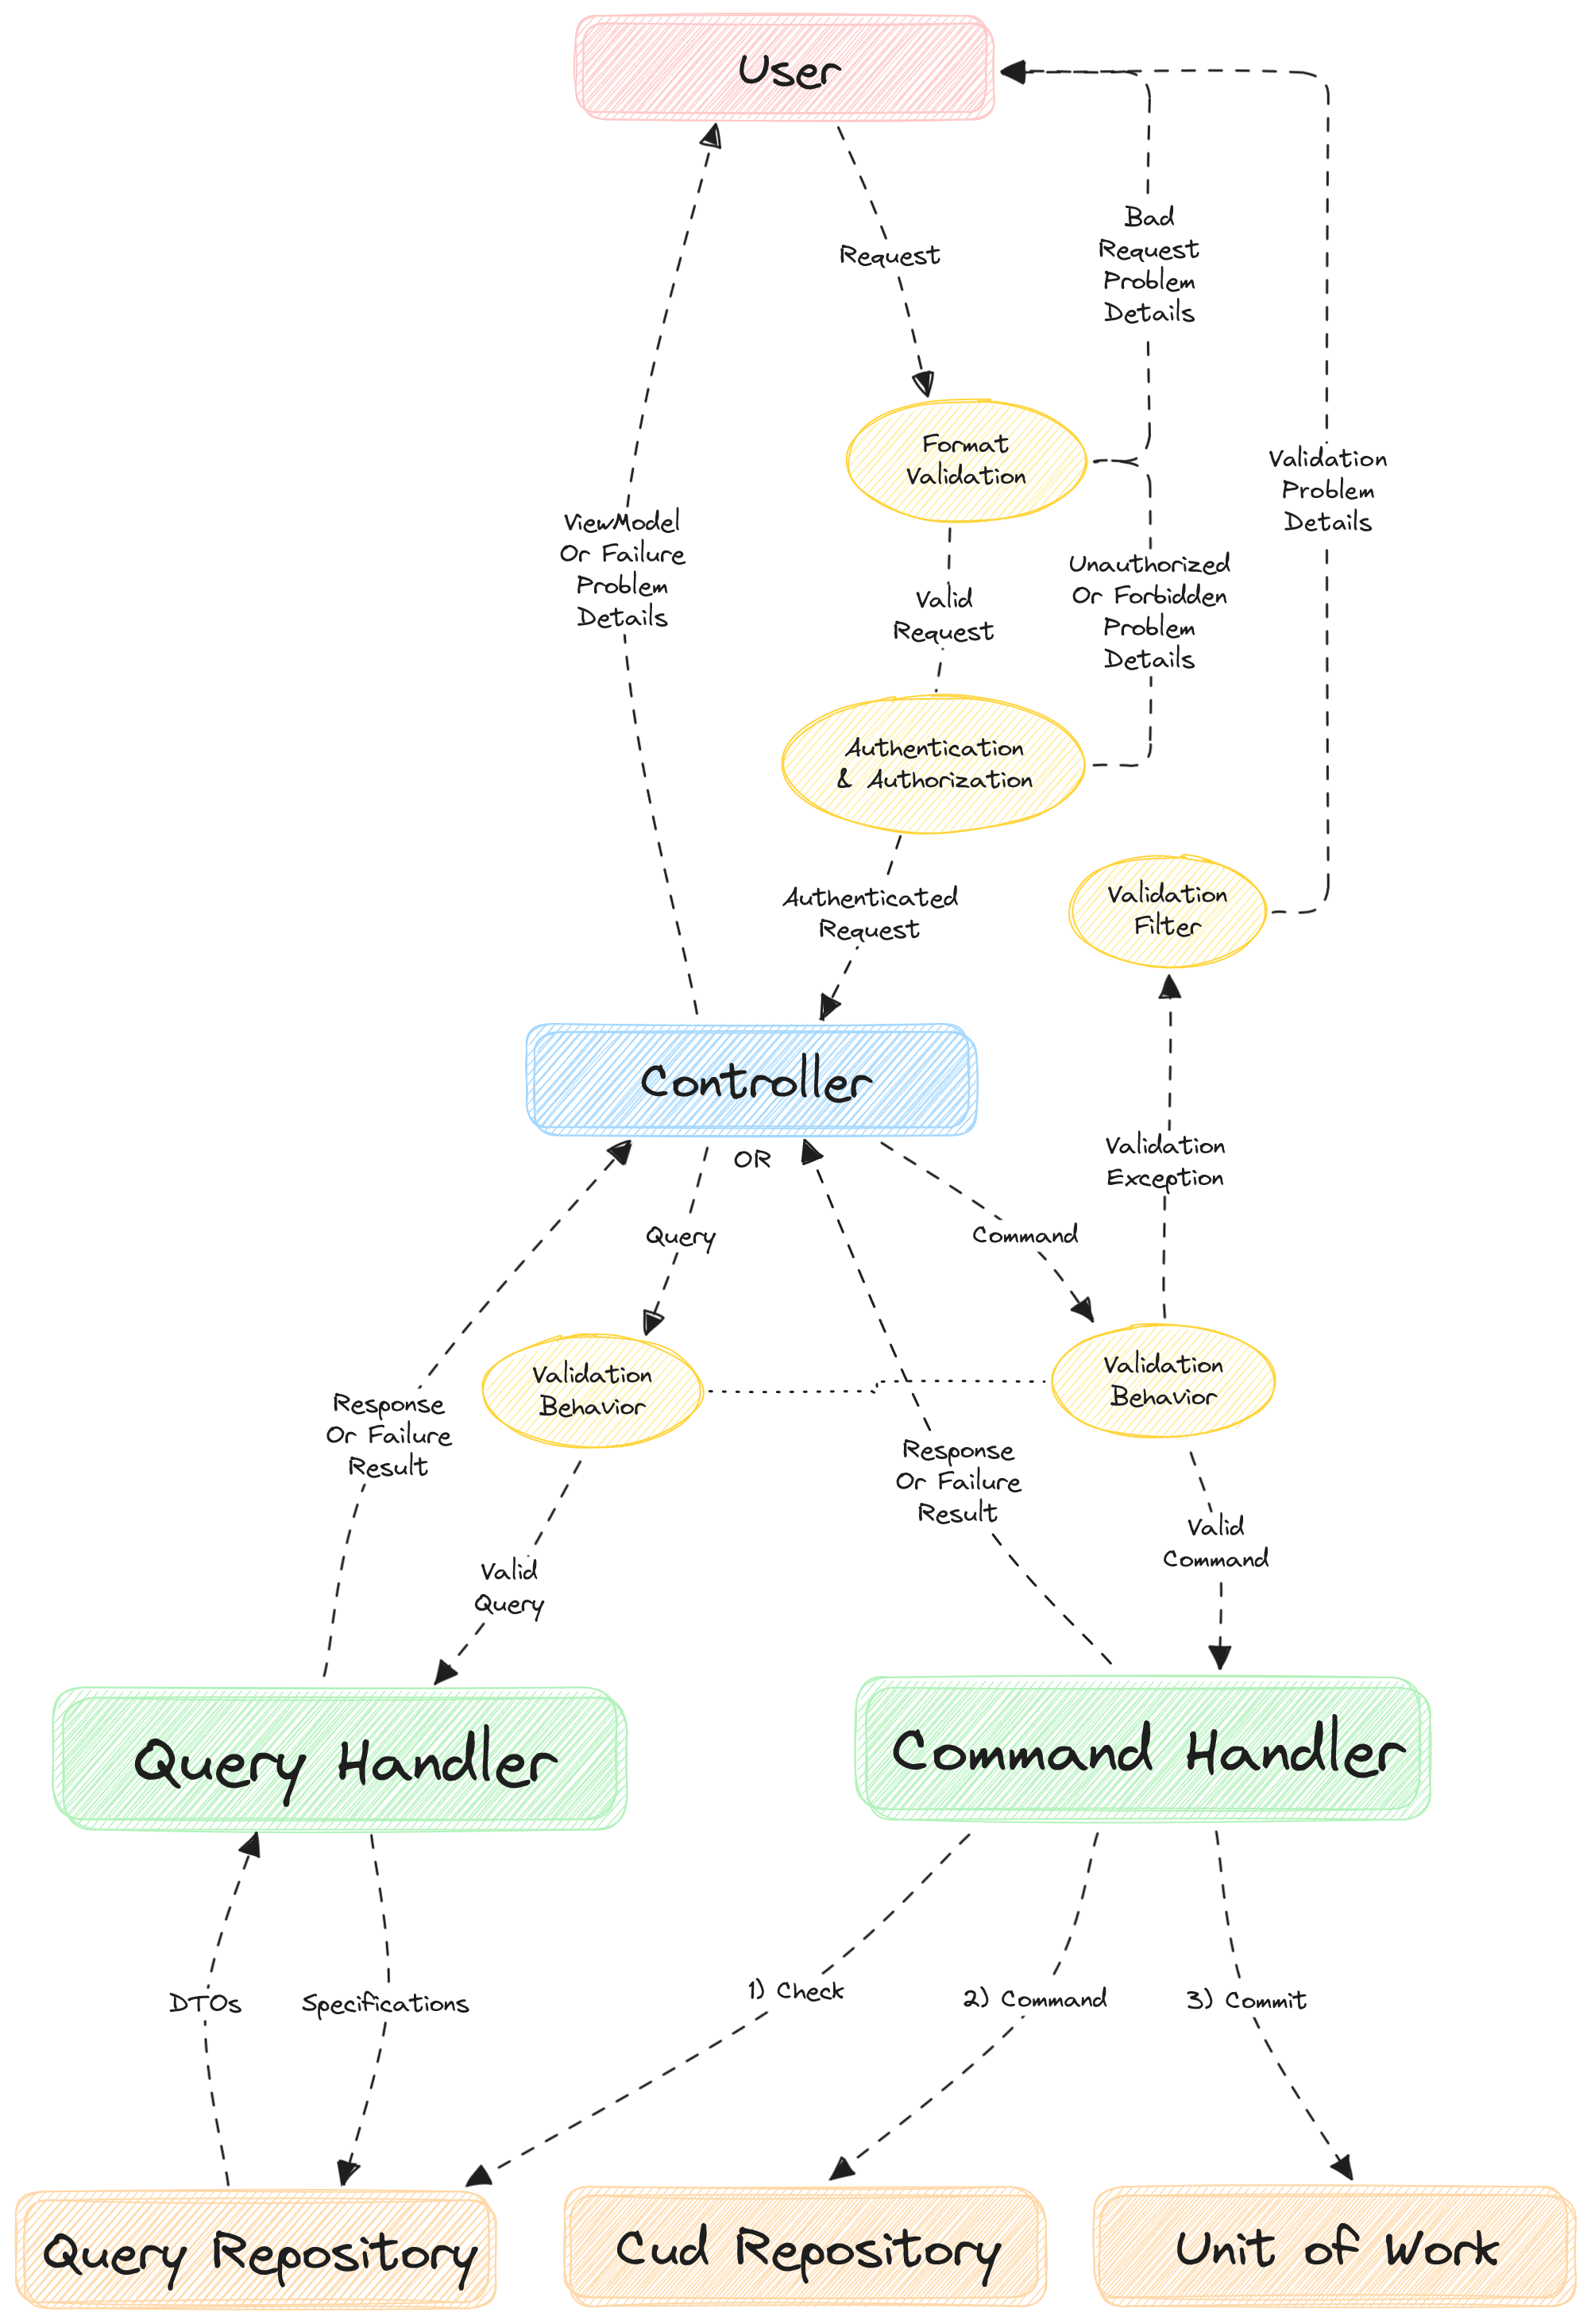 User
Request
Bad
Request
Problem
Details
Format
Validation
Validation
Problem
Details
ViewModel
Or Failure
Problem
Details
Valid
Request
Unauthorized
Or Forbidden
Problem
Details
Authentication
& Authorization
Authenticated
Request
Validation
Filter
Controller
OR
Validation
Exception
Query
Command
Validation
Behavior
Validation
Behavior
Response
Or Failure
Result
Response
Or Failure
Result
Valid
Query
Valid
Command
Query Handler
Command Handler
DTOs
Specifications
1) Check
2) Command
3) Commit
Query Repository
Cud Repository
Unit of Work